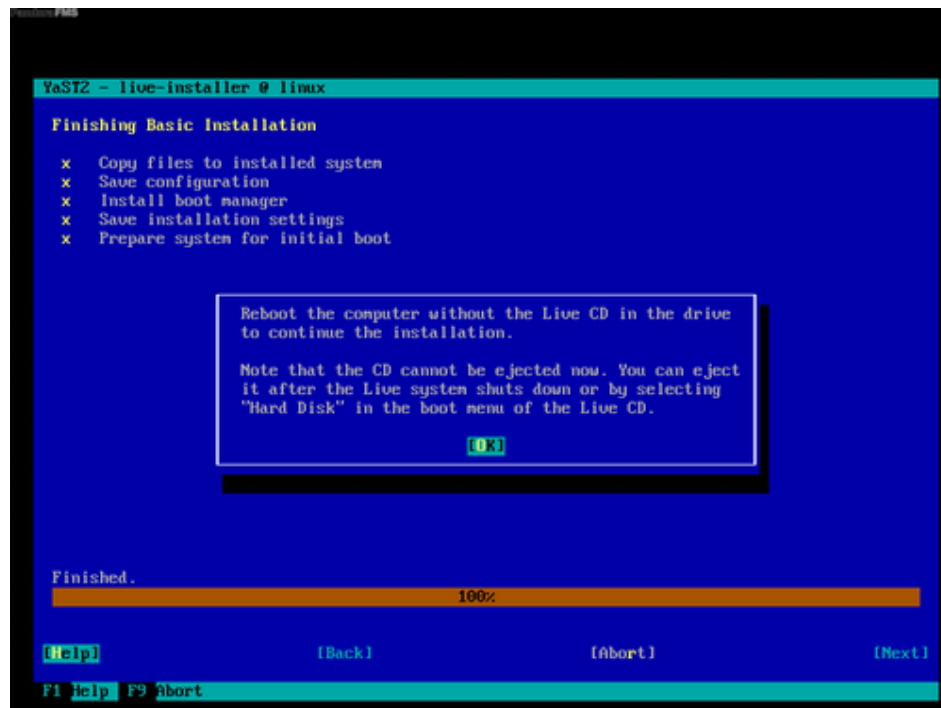 PandoraFMS
YaST2 - live-installer @ linux
Finishing Basic Installation
x Copy files to installed system
x Save configuration
x Install boot manager
x Save installation settings
x Prepare system for initial boot
Reboot the computer without the Live CD in the drive
to continue the installation.
Note that the CD cannot be ejected now. You can eject
it after the Live system shuts down or by selecting
"Hard Disk" in the boot menu of the Live CD.
[OK]
Finished.
100%
[Help] [Back] [Abort] [Next]
F1 Help F9 Abort